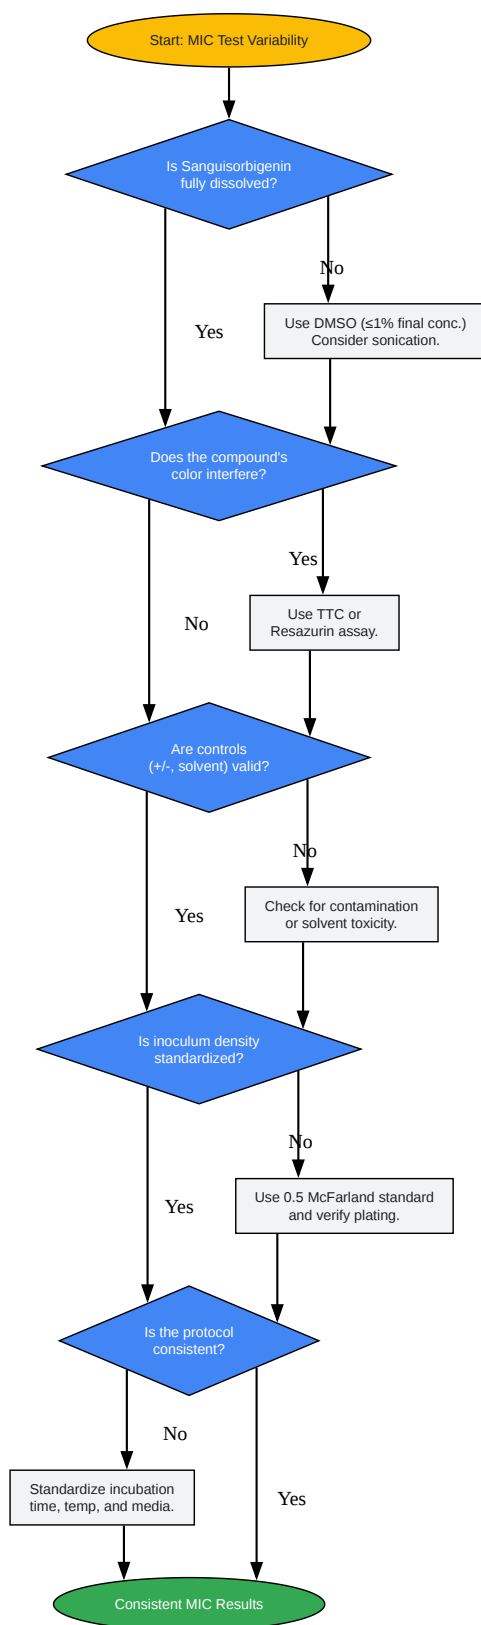 Start: MIC Test Variability
Is Sanguisorbigenin
fully dissolved?
No
Yes
Use DMSO (≤1% final conc.)
Consider sonication.
Does the compound's
color interfere?
Yes
No
Use TTC or
Resazurin assay.
Are controls
(+/-, solvent) valid?
No
Yes
Check for contamination
or solvent toxicity.
Is inoculum density
standardized?
No
Yes
Use 0.5 McFarland standard
and verify plating.
Is the protocol
consistent?
No
Yes
Standardize incubation
time, temp, and media.
Consistent MIC Results